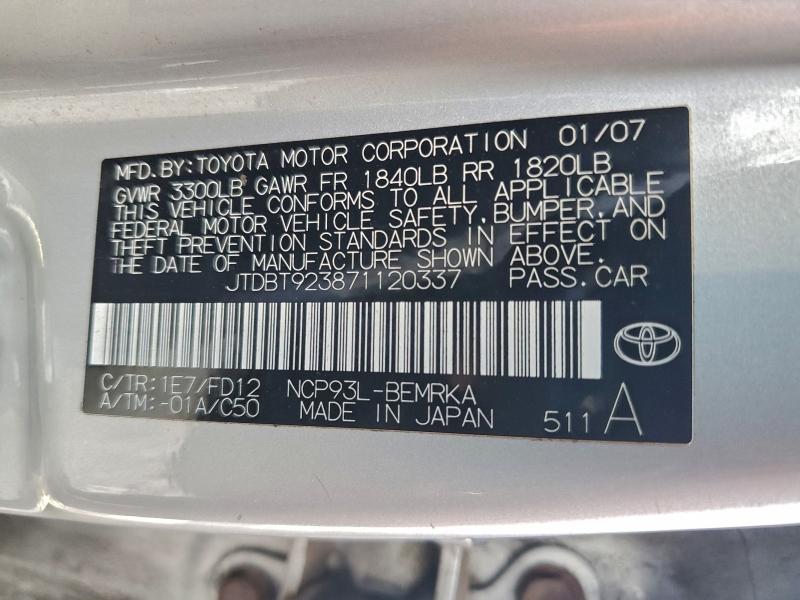 MFD. BY: TOYOTA MOTOR CORPORATION 01/07
GVWR 3300LB GAWR FR 1840LB RR 1820LB
THIS VEHICLE CONFORMS TO ALL APPLICABLE
FEDERAL MOTOR VEHICLE SAFETY, BUMPER, AND
THEFT PREVENTION STANDARDS IN EFFECT ON
THE DATE OF MANUFACTURE SHOWN ABOVE.
JTDBT923871120337 PASS. CAR
C/TR: 1E7/FD12 NCP93L-BEMRKA
A/TM: -01A/C50 MADE IN JAPAN 511 A